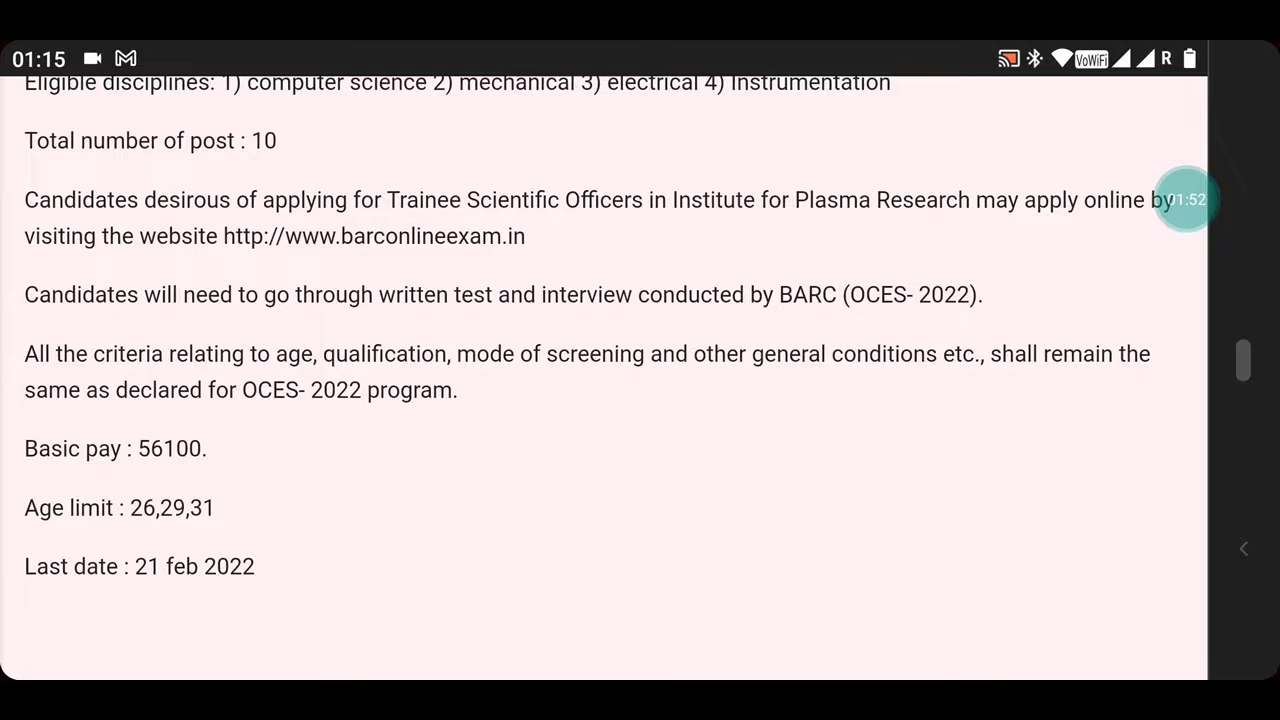 01:15
VoWiFi
R
Eligible disciplines: 1) computer science 2) mechanical 3) electrical 4) Instrumentation
Total number of post : 10
Candidates desirous of applying for Trainee Scientific Officers in Institute for Plasma Research may apply online by
01:52
visiting the website http://www.barconlineexam.in
Candidates will need to go through written test and interview conducted by BARC (OCES- 2022).
All the criteria relating to age, qualification, mode of screening and other general conditions etc., shall remain the
same as declared for OCES- 2022 program.
Basic pay : 56100.
Age limit : 26,29,31
Last date : 21 feb 2022